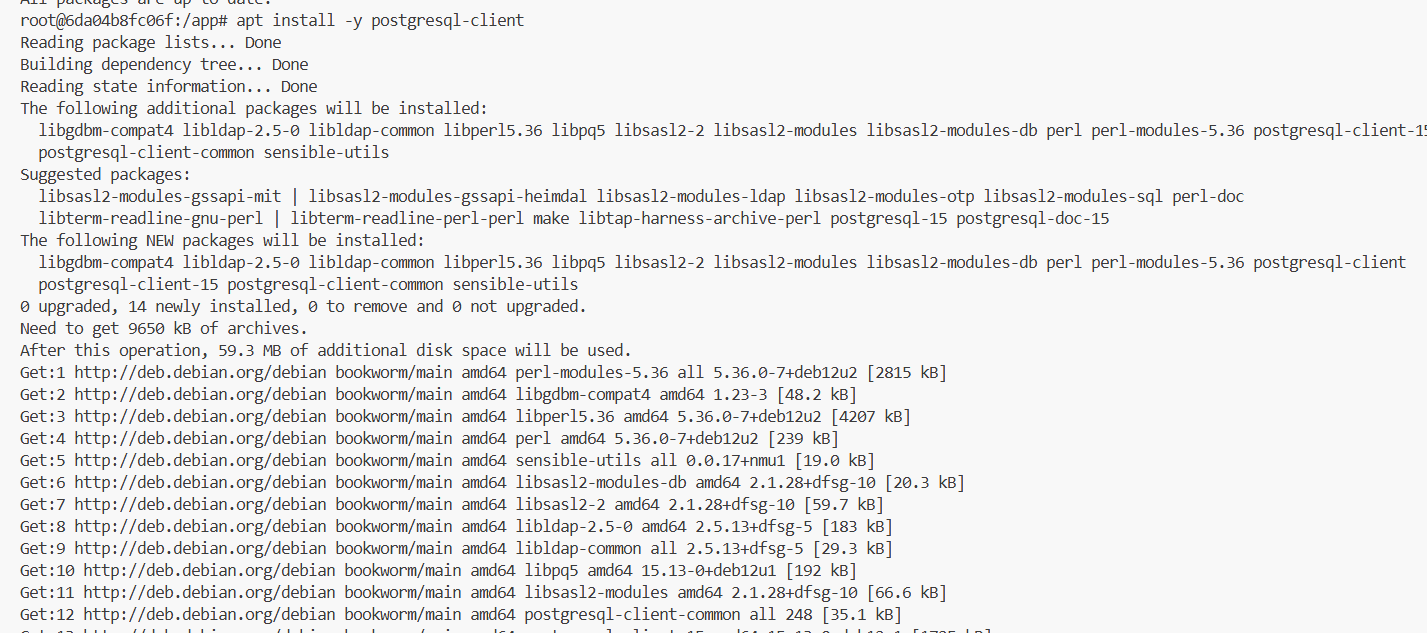 All packages are up to date.
root@6da04b8fc06f:/app# apt install -y postgresql-client
Reading package lists... Done
Building dependency tree... Done
Reading state information... Done
The following additional packages will be installed:
libgdbm-compat4 libldap-2.5-0 libldap-common libperl5.36 libpq5 libsasl2-2 libsasl2-modules libsasl2-modules-db perl perl-modules-5.36 postgresql-client-15
postgresql-client-common sensible-utils
Suggested packages:
libsasl2-modules-gssapi-mit | libsasl2-modules-gssapi-heimdal libsasl2-modules-ldap libsasl2-modules-otp libsasl2-modules-sql perl-doc
libterm-readline-gnu-perl | libterm-readline-perl-perl make libtap-harness-archive-perl postgresql-15 postgresql-doc-15
The following NEW packages will be installed:
libgdbm-compat4 libldap-2.5-0 libldap-common libperl5.36 libpq5 libsasl2-2 libsasl2-modules libsasl2-modules-db perl perl-modules-5.36 postgresql-client
postgresql-client-15 postgresql-client-common sensible-utils
0 upgraded, 14 newly installed, 0 to remove and 0 not upgraded.
Need to get 9650 kB of archives.
After this operation, 59.3 MB of additional disk space will be used.
Get:1 http://deb.debian.org/debian bookworm/main amd64 perl-modules-5.36 all 5.36.0-7+deb12u2 [2815 kB]
Get:2 http://deb.debian.org/debian bookworm/main amd64 libgdbm-compat4 amd64 1.23-3 [48.2 kB]
Get:3 http://deb.debian.org/debian bookworm/main amd64 libperl5.36 amd64 5.36.0-7+deb12u2 [4207 kB]
Get:4 http://deb.debian.org/debian bookworm/main amd64 perl amd64 5.36.0-7+deb12u2 [239 kB]
Get:5 http://deb.debian.org/debian bookworm/main amd64 sensible-utils all 0.0.17+nmu1 [19.0 kB]
Get:6 http://deb.debian.org/debian bookworm/main amd64 libsasl2-modules-db amd64 2.1.28+dfsg-10 [20.3 kB]
Get:7 http://deb.debian.org/debian bookworm/main amd64 libsasl2-2 amd64 2.1.28+dfsg-10 [59.7 kB]
Get:8 http://deb.debian.org/debian bookworm/main amd64 libldap-2.5-0 amd64 2.5.13+dfsg-5 [183 kB]
Get:9 http://deb.debian.org/debian bookworm/main amd64 libldap-common all 2.5.13+dfsg-5 [29.3 kB]
Get:10 http://deb.debian.org/debian bookworm/main amd64 libpq5 amd64 15.13-0+deb12u1 [192 kB]
Get:11 http://deb.debian.org/debian bookworm/main amd64 libsasl2-modules amd64 2.1.28+dfsg-10 [66.6 kB]
Get:12 http://deb.debian.org/debian bookworm/main amd64 postgresql-client-common all 248 [35.1 kB]